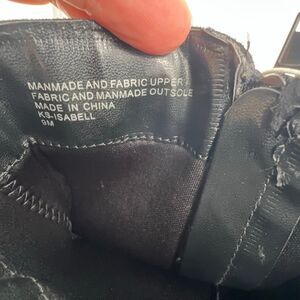 MANMADE AND FABRIC UPPER
FABRIC AND MANMADE OUTSOLE
MADE IN CHINA
KS-ISABELL
9M